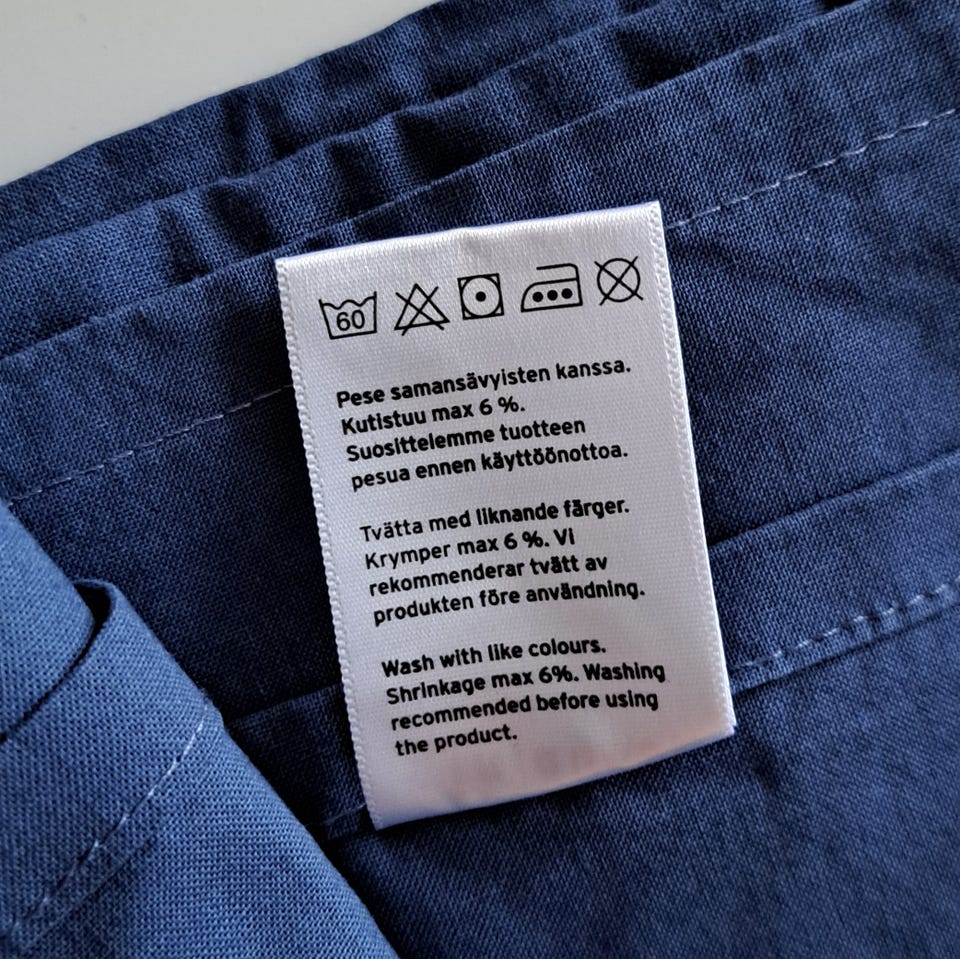 60
Pese samansävyisten kanssa.
Kutistuu max 6 %.
Suosittelemme tuotteen
pesua ennen käyttöönottoa.
Tvätta med liknande färger.
Krymper max 6 %. Vi
rekommenderar tvätt av
produkten före användning.
Wash with like colours.
Shrinkage max 6%. Washing
recommended before using
the product.